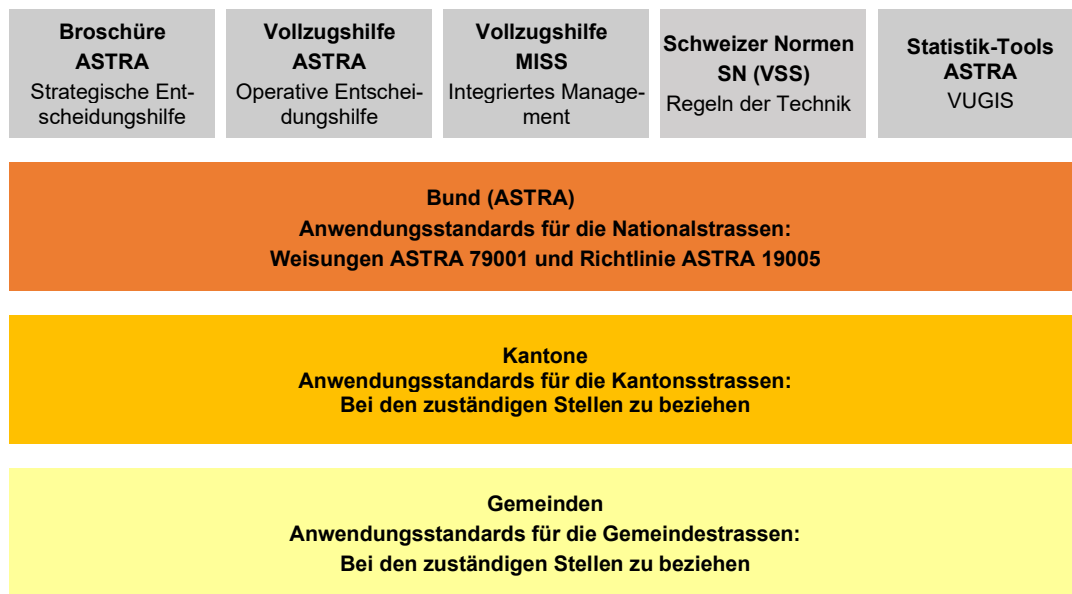 Broschüre
ASTRA
Strategische Ent-
scheidungshilfe
Vollzugshilfe
ASTRA
Operative Entschei-
dungshilfe
Vollzugshilfe
MISS
Integriertes Manage-
ment
Schweizer Normen
SN (VSS)
Regeln der Technik
Statistik-Tools
ASTRA
VUGIS
Bund (ASTRA)
Anwendungsstandards für die Nationalstrassen:
Weisungen ASTRA 79001 und Richtlinie ASTRA 19005
Kantone
Anwendungsstandards für die Kantonsstrassen:
Bei den zuständigen Stellen zu beziehen
Gemeinden
Anwendungsstandards für die Gemeindestrassen:
Bei den zuständigen Stellen zu beziehen